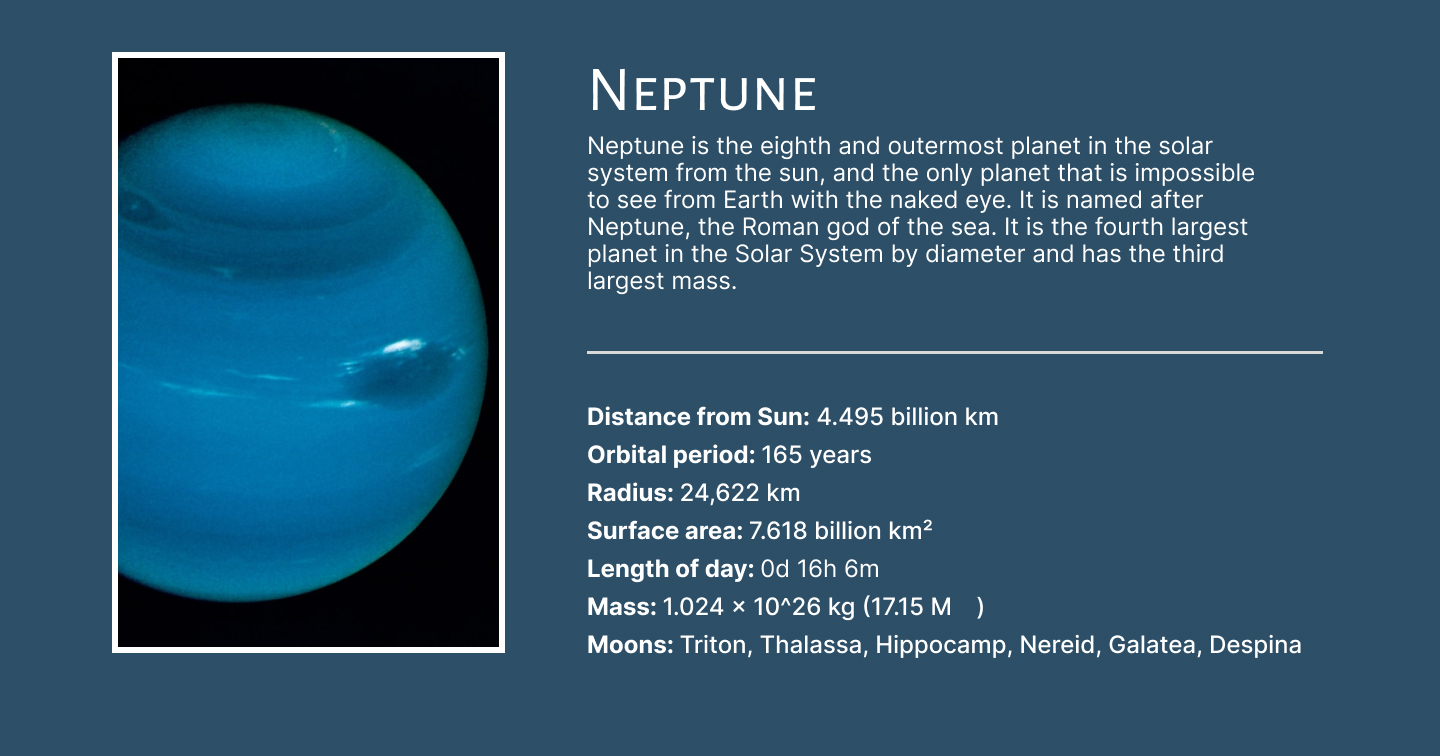 Neptune
Neptune is the eighth and outermost planet in the solar
system from the sun, and the only planet that is impossible
to see from Earth with the naked eye. It is named after
Neptune, the Roman god of the sea. It is the fourth largest
planet in the Solar System by diameter and has the third
largest mass.
Distance from Sun: 4.495 billion km
Orbital period: 165 years
Radius: 24,622 km
Surface area: 7.618 billion km²
Length of day: 0d 16h 6m
Mass: 1.024 × 10^26 kg (17.15 M )
Moons: Triton, Thalassa, Hippocamp, Nereid, Galatea, Despina